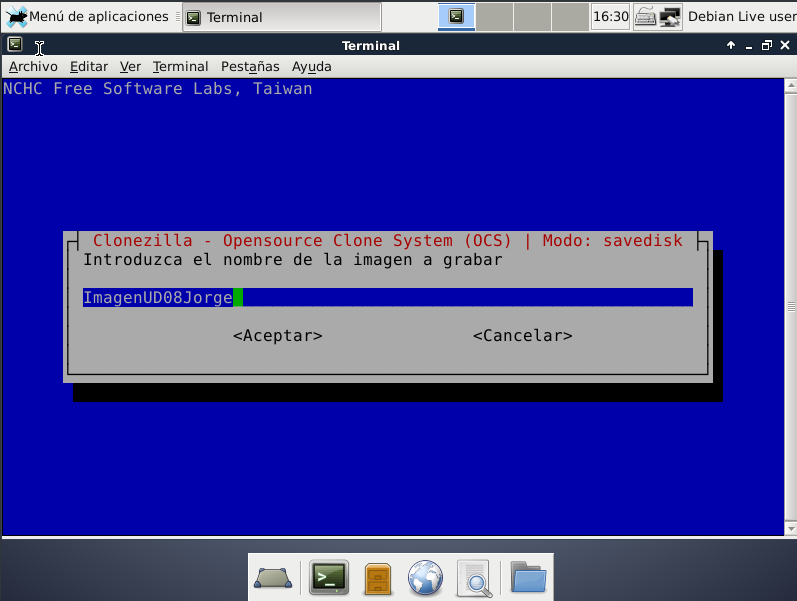 Menú de aplicaciones Terminal 16:30 Debian Live user
Terminal
Archivo Editar Ver Terminal Pestañas Ayuda
NCHC Free Software Labs, Taiwan
Clonezilla - Opensource Clone System (OCS) | Modo: savedisk
Introduzca el nombre de la imagen a grabar
ImagenUD08Jorge
<Aceptar> <Cancelar>